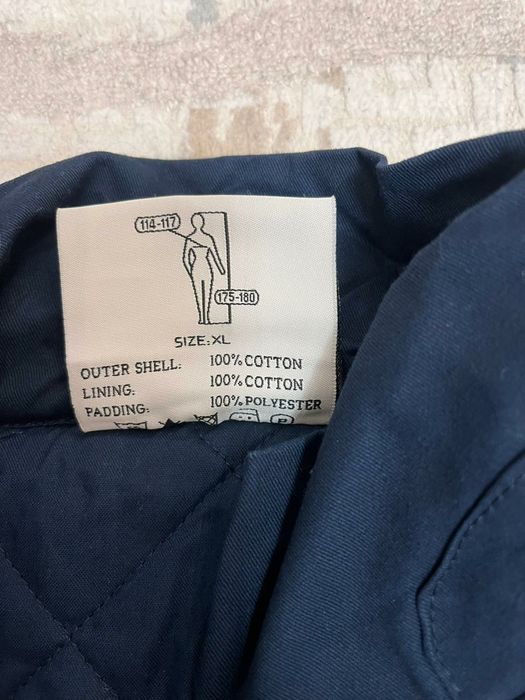 114-117
175-180
SIZE: XL
OUTER SHELL: 100% COTTON
LINING: 100% COTTON
PADDING: 100% POLYESTER
P